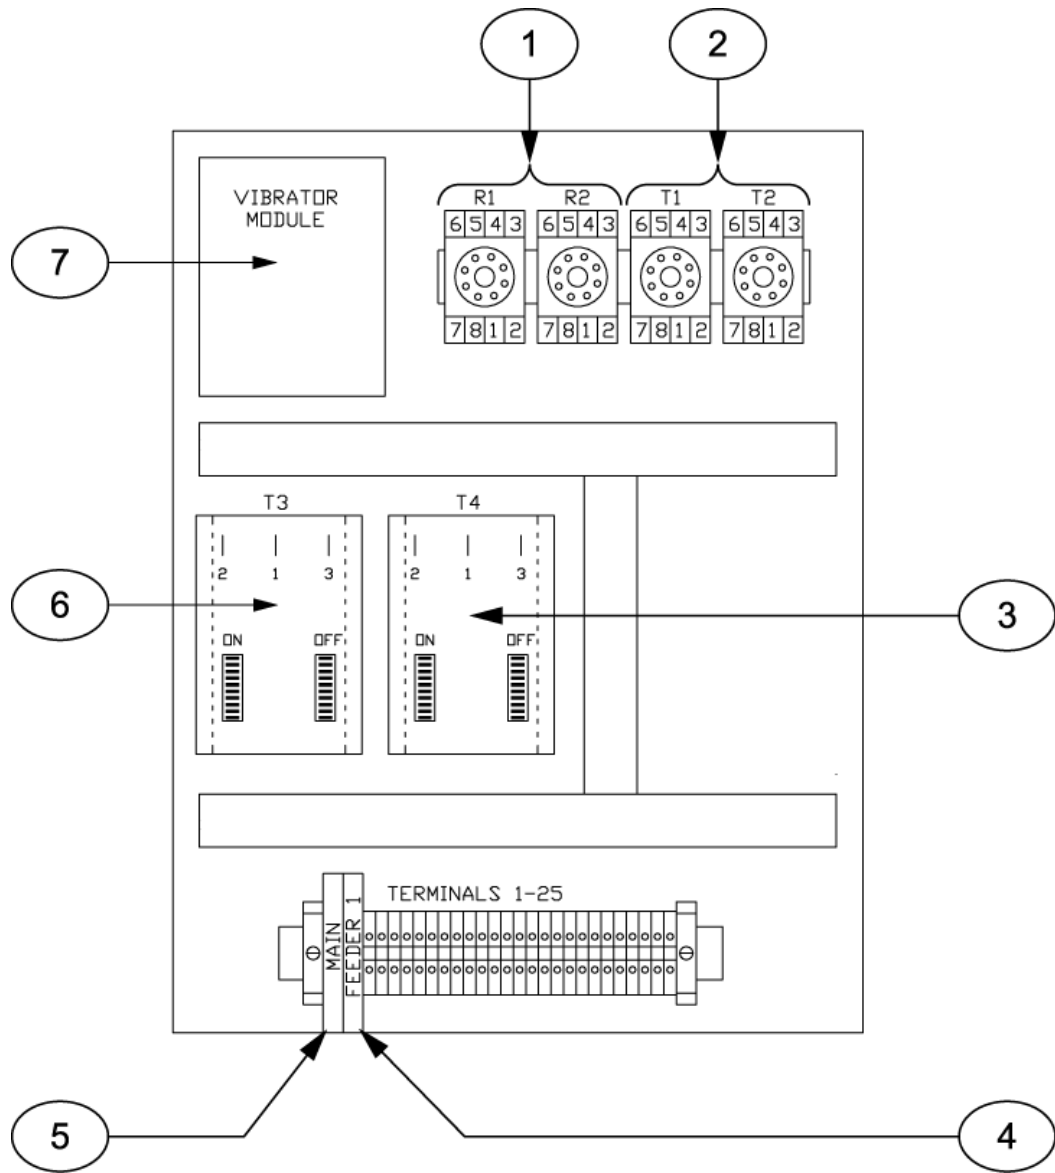 1
2
VIBRATOR
MODULE
R1
R2
T1
T2
6 5 4 3
6 5 4 3
6 5 4 3
6 5 4 3
7
7 8 1 2
7 8 1 2
7 8 1 2
7 8 1 2
T3
T4
2 1 3
2 1 3
6
3
ON
OFF
ON
OFF
TERMINALS 1-25
MAIN
FEEDER 1
5
4